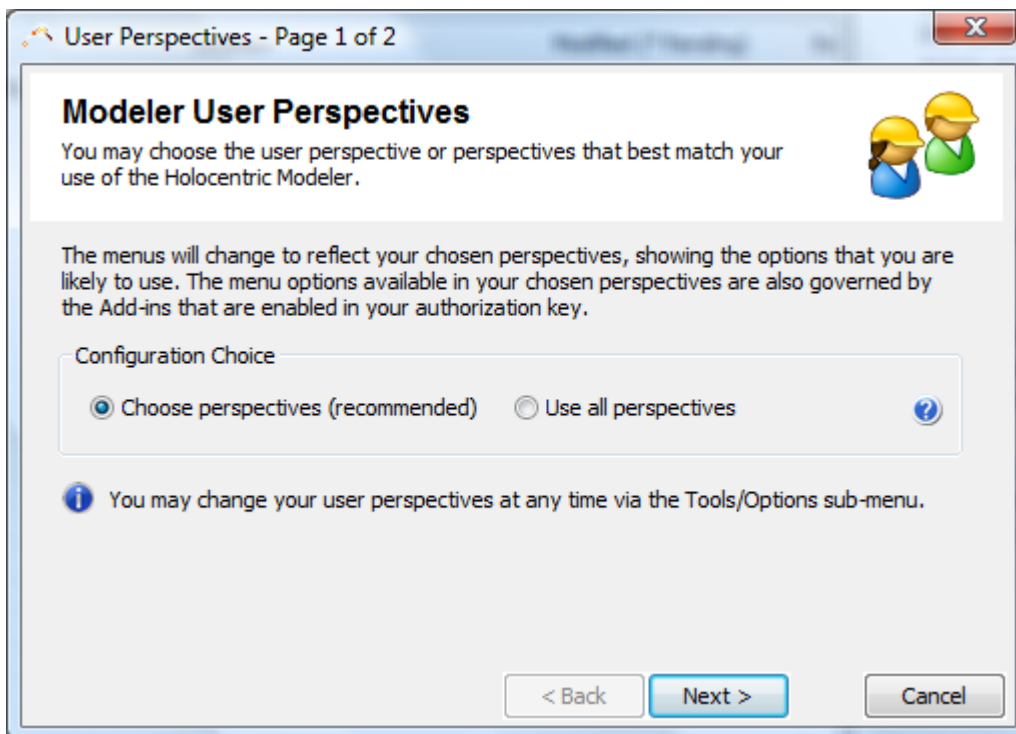 User Perspectives - Page 1 of 2
Modeler User Perspectives
You may choose the user perspective or perspectives that best match your
use of the Holocentric Modeler.
The menus will change to reflect your chosen perspectives, showing the options that you are
likely to use. The menu options available in your chosen perspectives are also governed by
the Add-ins that are enabled in your authorization key.
Configuration Choice
Choose perspectives (recommended) Use all perspectives
You may change your user perspectives at any time via the Tools/Options sub-menu.
< Back Next > Cancel